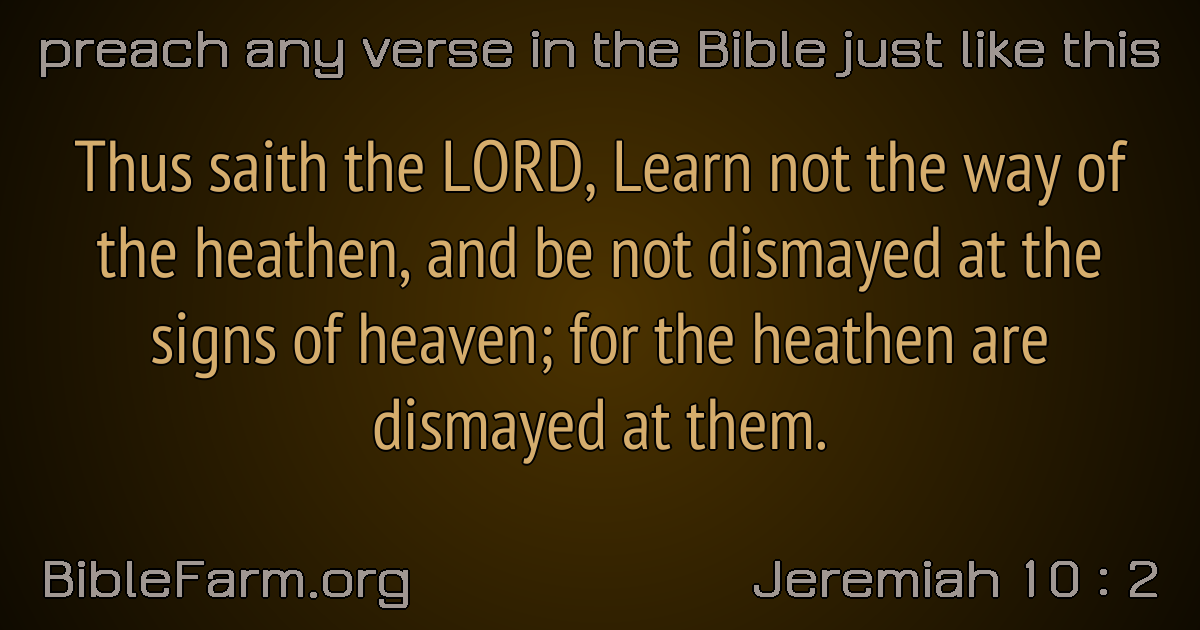 preach any verse in the Bible just like this
Thus saith the LORD, Learn not the way of
the heathen, and be not dismayed at the
signs of heaven; for the heathen are
dismayed at them.
BibleFarm.org
Jeremiah 10 : 2